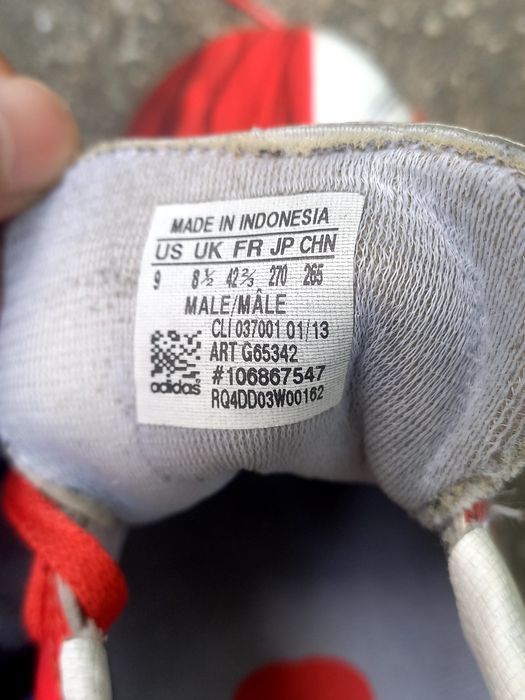 MADE IN INDONESIA
US UK FR JP CHN
9 8½ 42⅔ 270 265
MALE/MÂLE
CLI 037001 01/13
ART G65342
#106867547
adidas
RQ4DD03W00162